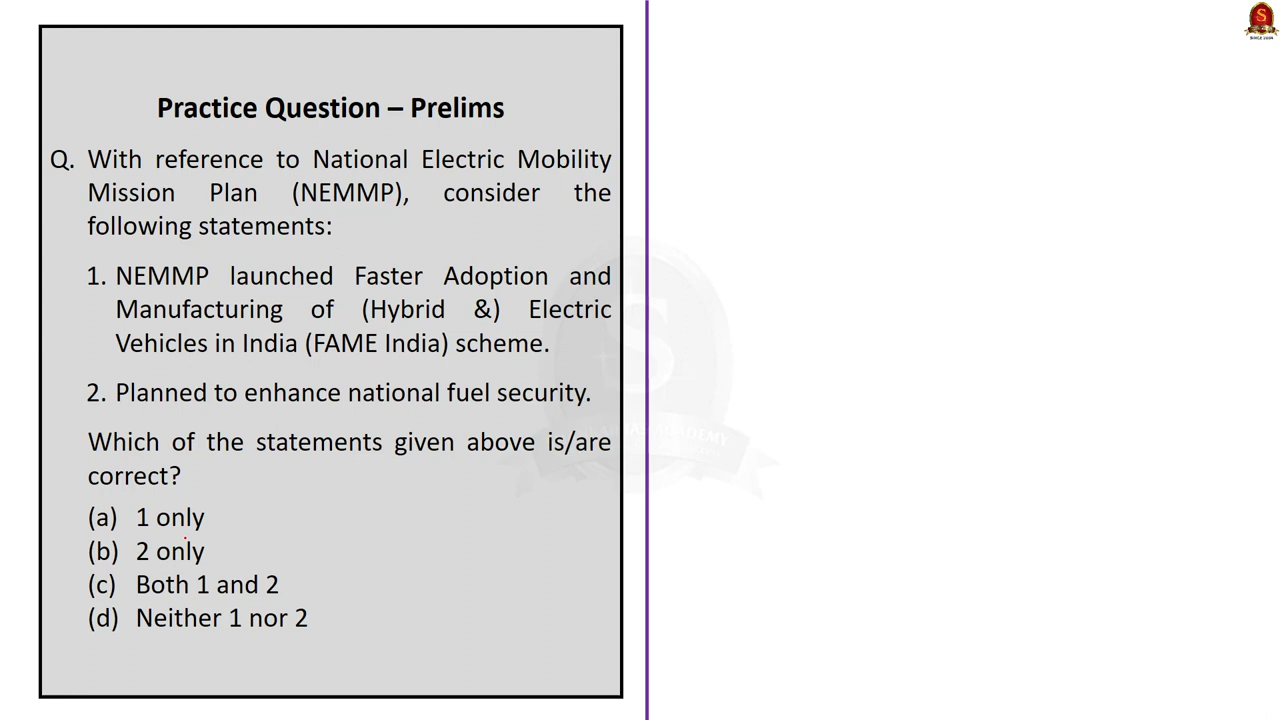 Practice Question – Prelims
Q. With reference to National Electric Mobility
Mission Plan (NEMMP), consider the
following statements:
1. NEMMP launched Faster Adoption and
Manufacturing of (Hybrid &) Electric
Vehicles in India (FAME India) scheme.
2. Planned to enhance national fuel security.
Which of the statements given above is/are
correct?
(a) 1 only
(b) 2 only
(c) Both 1 and 2
(d) Neither 1 nor 2
S
SINCE 2004